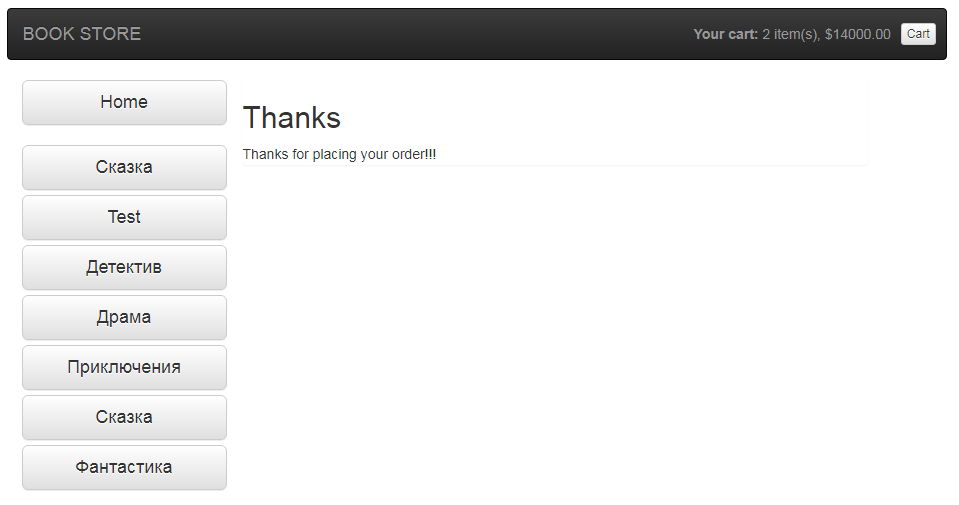 BOOK STORE
Your cart: 2 item(s), $14000.00 Cart
Home
Сказка
Test
Детектив
Драма
Приключения
Сказка
Фантастика
Thanks
Thanks for placing your order!!!